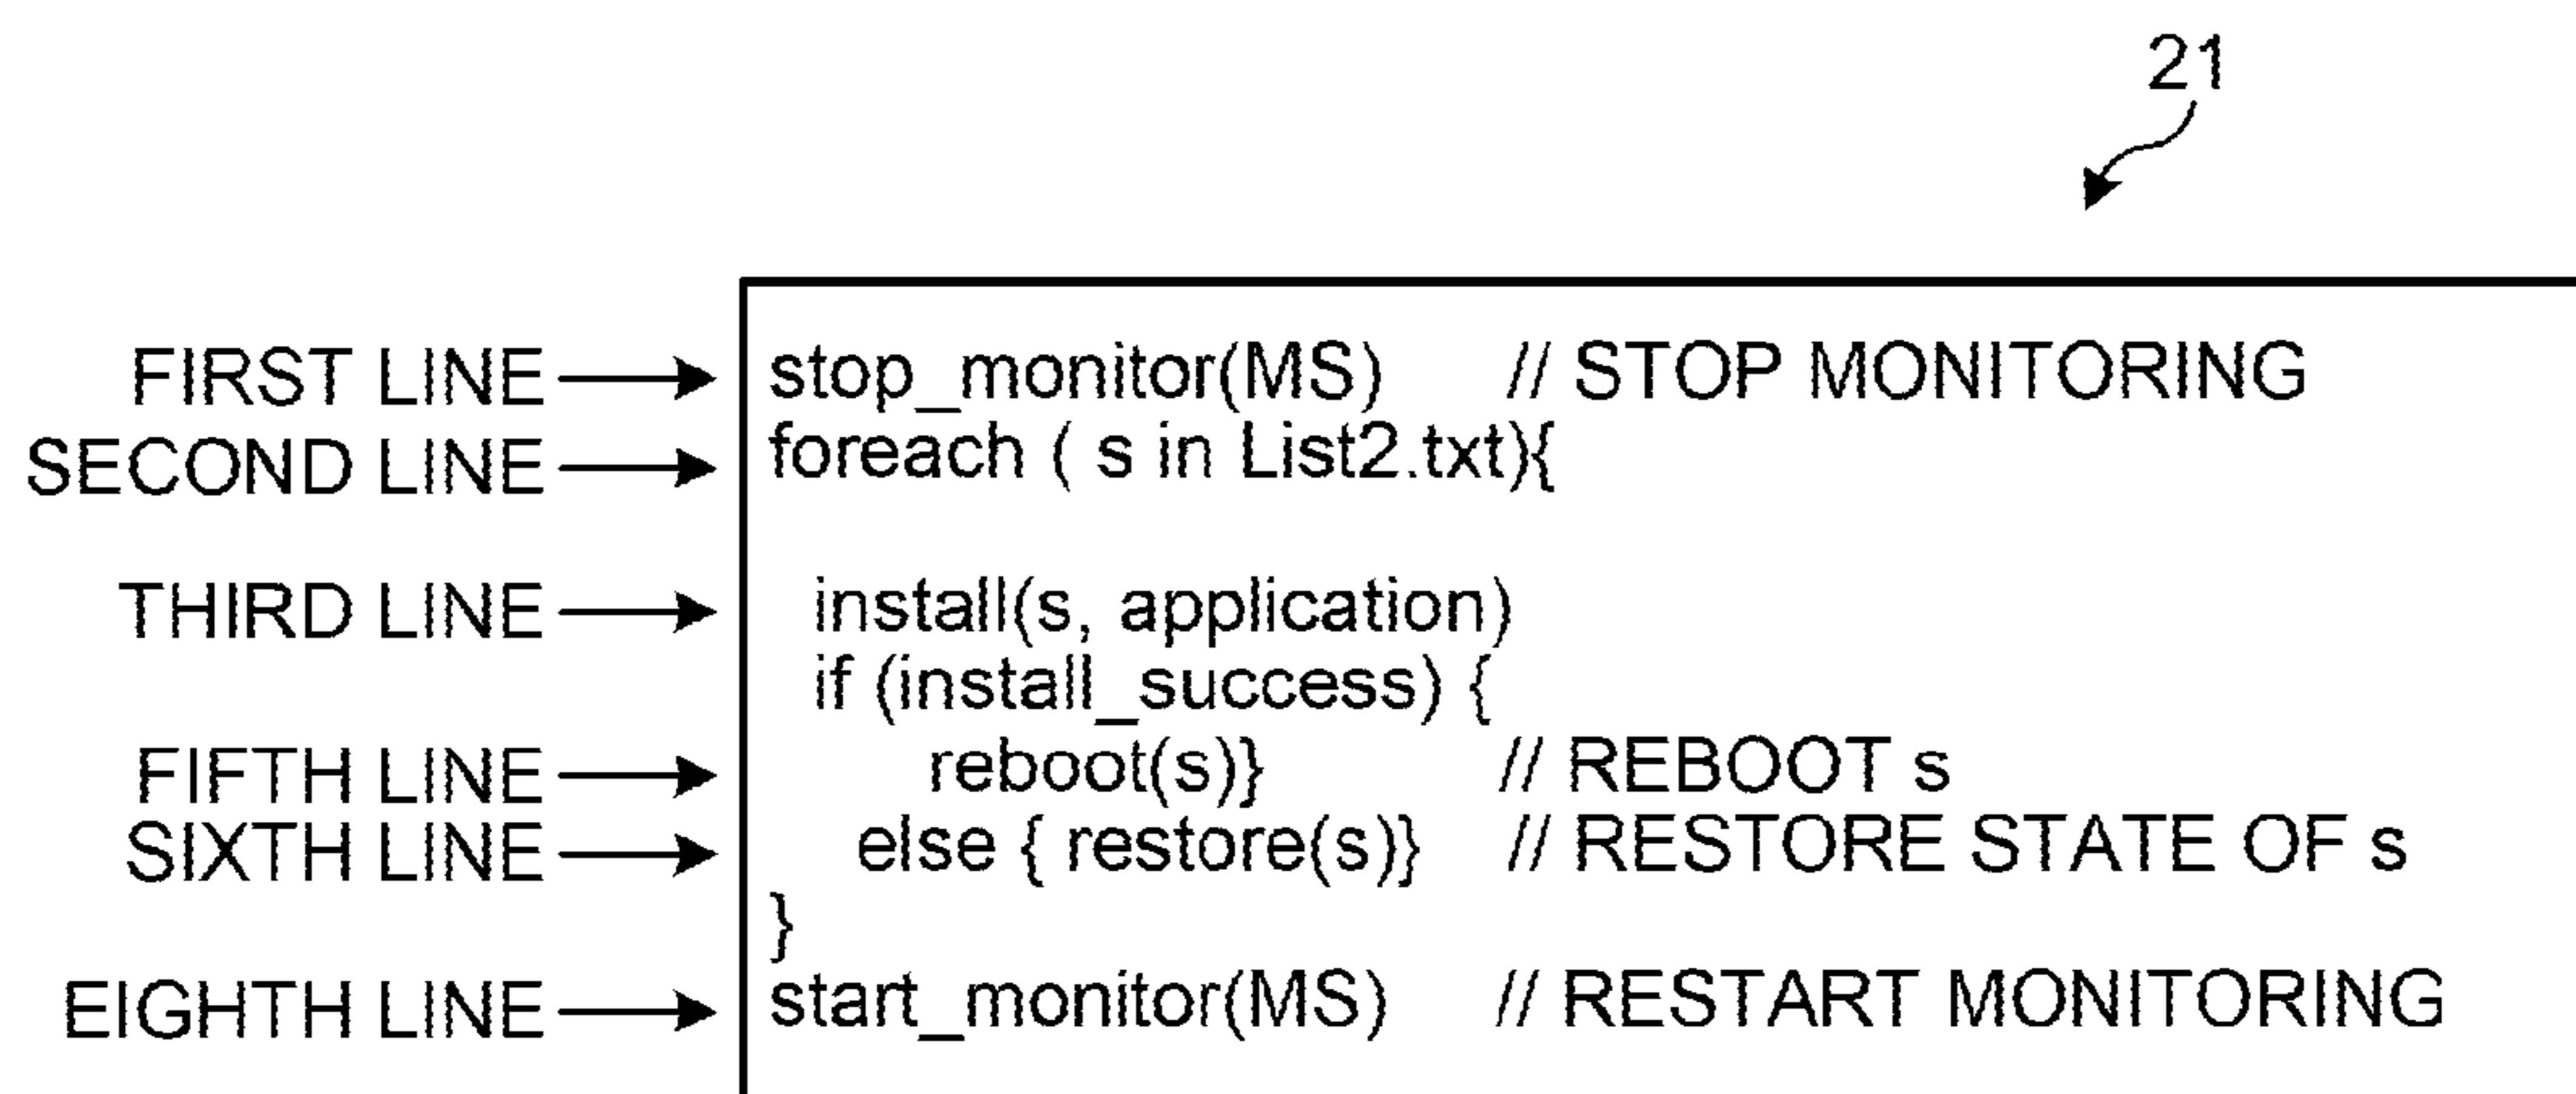 21
FIRST LINE stop_monitor(MS) // STOP MONITORING
SECOND LINE foreach ( s in List2.txt){
THIRD LINE install(s, application)
if (install_success) {
FIFTH LINE reboot(s)} // REBOOT s
SIXTH LINE else { restore(s)} // RESTORE STATE OF s
}
EIGHTH LINE start_monitor(MS) // RESTART MONITORING